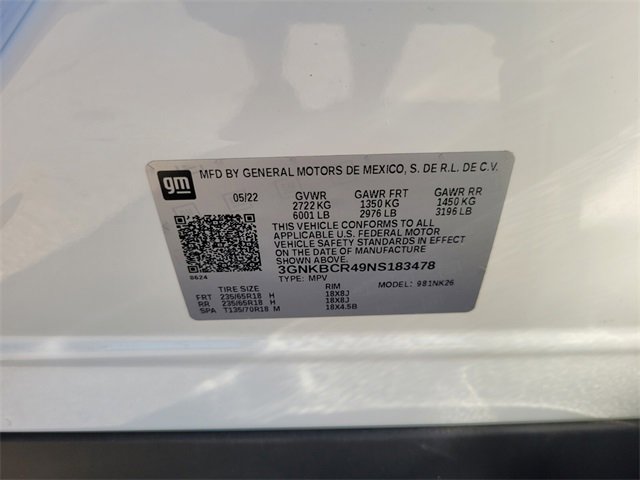 gm MFD BY GENERAL MOTORS DE MEXICO, S. DE R.L. DE C.V.
05/22 GVWR GAWR FRT GAWR RR
2722 KG 1350 KG 1450 KG
6001 LB 2976 LB 3196 LB
THIS VEHICLE CONFORMS TO ALL
APPLICABLE U.S. FEDERAL MOTOR
VEHICLE SAFETY STANDARDS IN EFFECT
ON THE DATE OF MANUFACTURE
SHOWN ABOVE.
8624 3GNKBCR49NS183478
TYPE: MPV
TIRE SIZE RIM MODEL: 981NK26
FRT 235/65R18 H 18X8J
RR 235/65R18 H 18X8J
SPA T135/70R18 M 18X4.5B